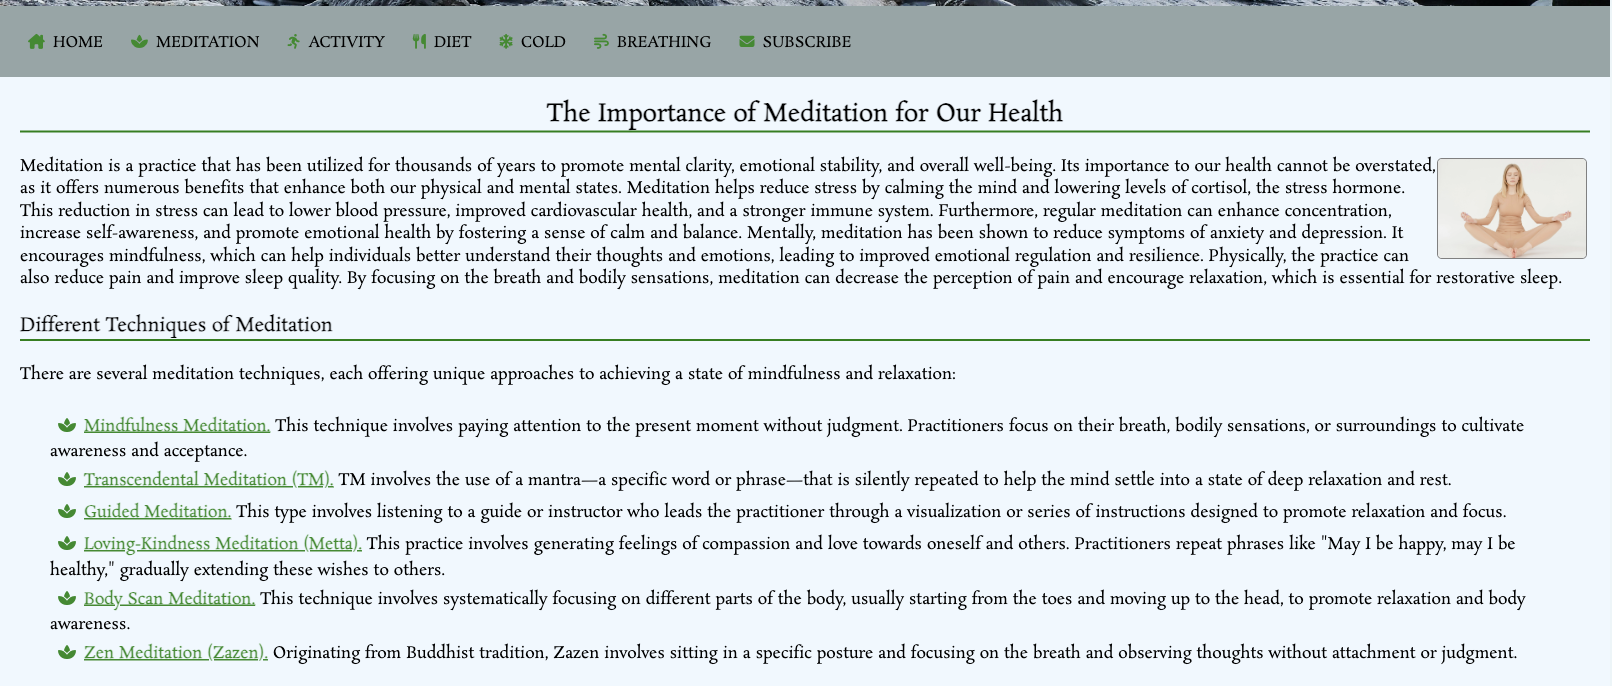 HOME MEDITATION ACTIVITY DIET COLD BREATHING SUBSCRIBE
The Importance of Meditation for Our Health
Meditation is a practice that has been utilized for thousands of years to promote mental clarity, emotional stability, and overall well-being. Its importance to our health cannot be overstated,
as it offers numerous benefits that enhance both our physical and mental states. Meditation helps reduce stress by calming the mind and lowering levels of cortisol, the stress hormone.
This reduction in stress can lead to lower blood pressure, improved cardiovascular health, and a stronger immune system. Furthermore, regular meditation can enhance concentration,
increase self-awareness, and promote emotional health by fostering a sense of calm and balance. Mentally, meditation has been shown to reduce symptoms of anxiety and depression. It
encourages mindfulness, which can help individuals better understand their thoughts and emotions, leading to improved emotional regulation and resilience. Physically, the practice can
also reduce pain and improve sleep quality. By focusing on the breath and bodily sensations, meditation can decrease the perception of pain and encourage relaxation, which is essential for restorative sleep.
Different Techniques of Meditation
There are several meditation techniques, each offering unique approaches to achieving a state of mindfulness and relaxation:
Mindfulness Meditation. This technique involves paying attention to the present moment without judgment. Practitioners focus on their breath, bodily sensations, or surroundings to cultivate
awareness and acceptance.
Transcendental Meditation (TM). TM involves the use of a mantra—a specific word or phrase—that is silently repeated to help the mind settle into a state of deep relaxation and rest.
Guided Meditation. This type involves listening to a guide or instructor who leads the practitioner through a visualization or series of instructions designed to promote relaxation and focus.
Loving-Kindness Meditation (Metta). This practice involves generating feelings of compassion and love towards oneself and others. Practitioners repeat phrases like "May I be happy, may I be
healthy," gradually extending these wishes to others.
Body Scan Meditation. This technique involves systematically focusing on different parts of the body, usually starting from the toes and moving up to the head, to promote relaxation and body
awareness.
Zen Meditation (Zazen). Originating from Buddhist tradition, Zazen involves sitting in a specific posture and focusing on the breath and observing thoughts without attachment or judgment.